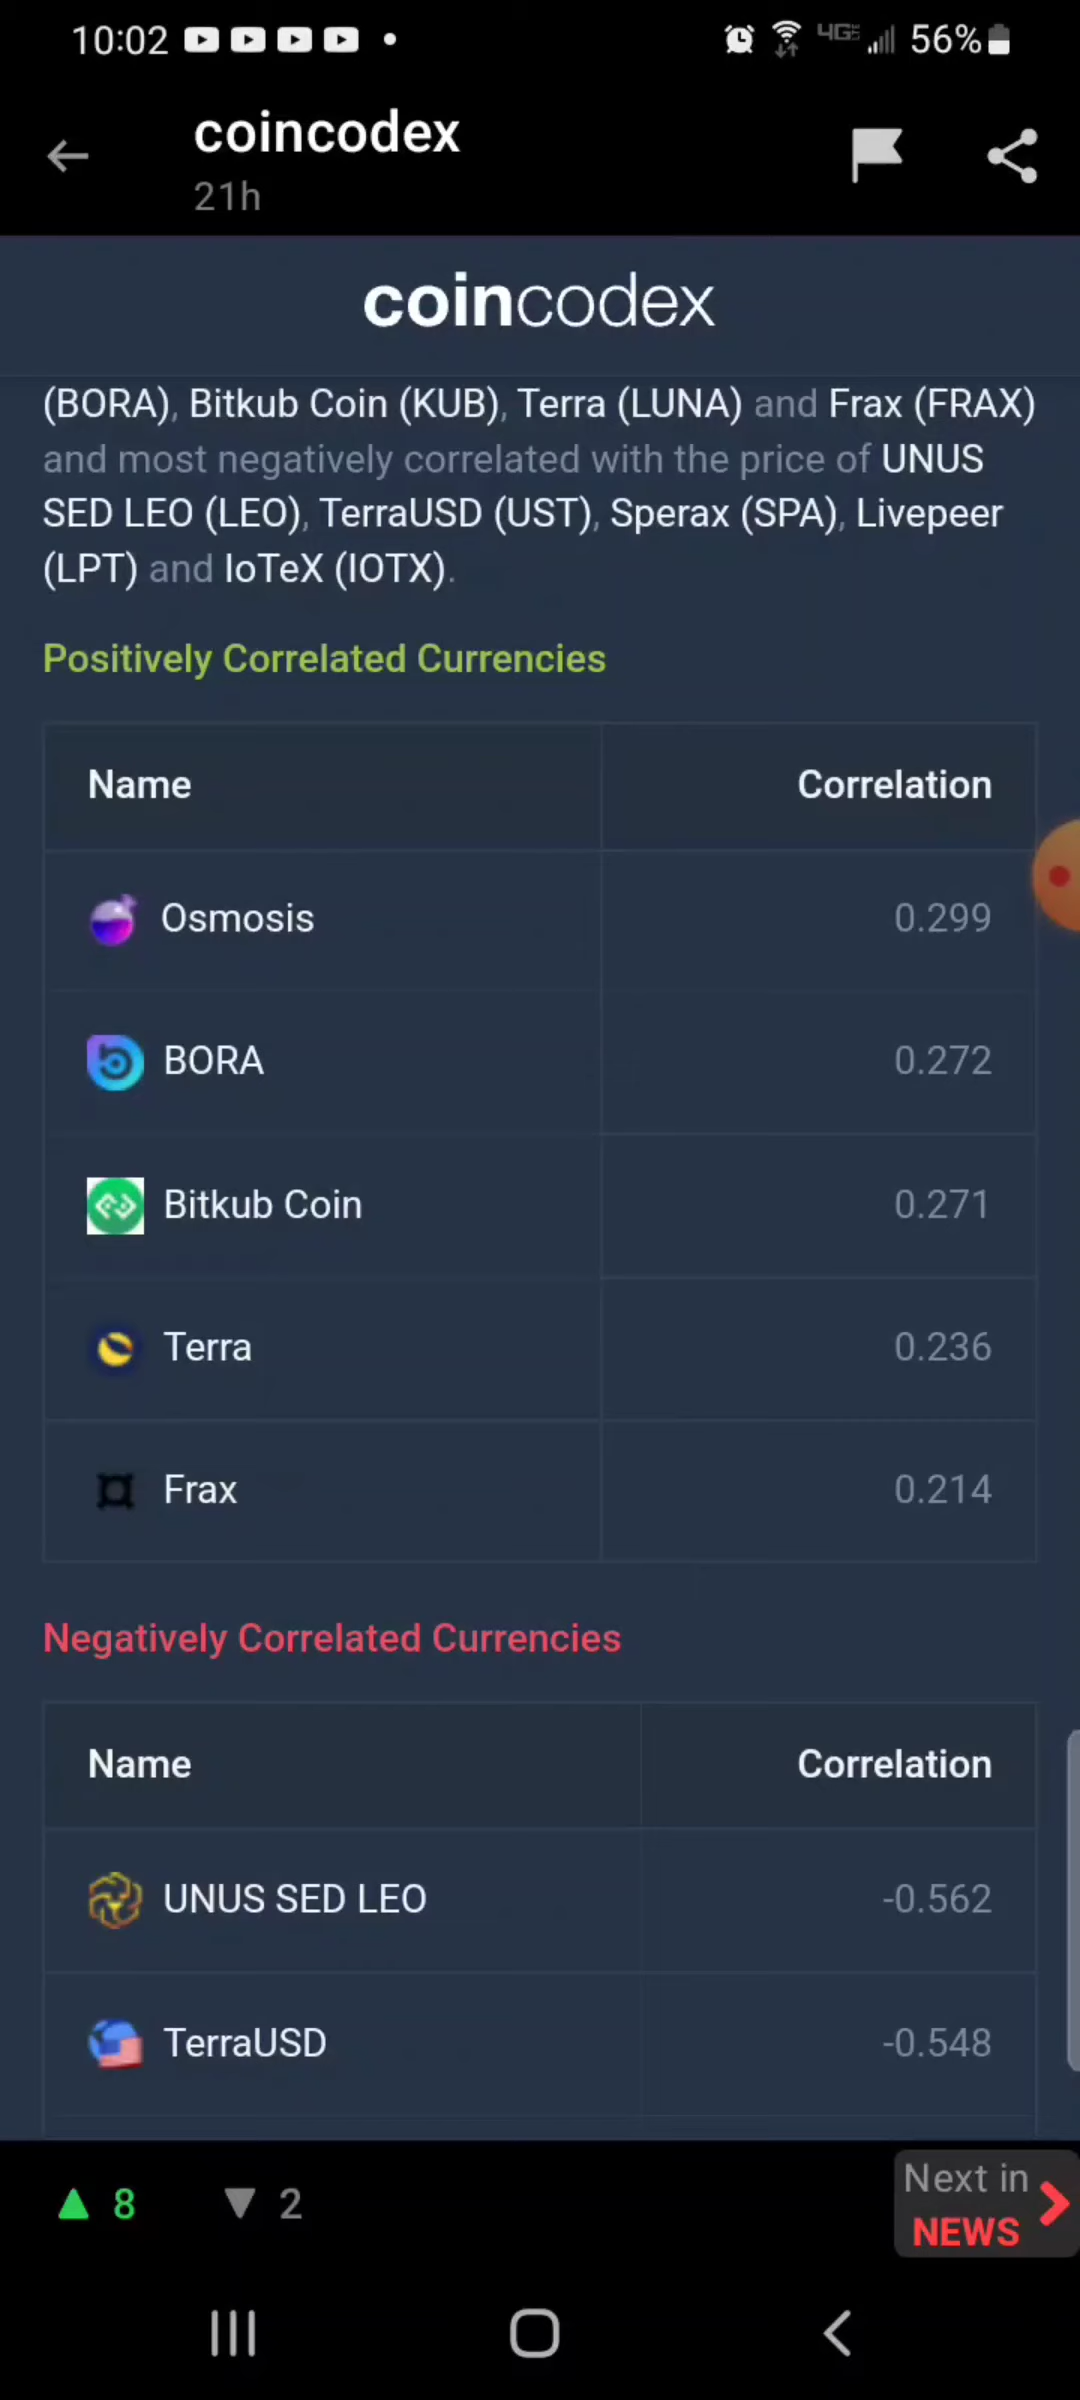 10:02 4GE 56%
coincodex
21h
coincodex
(BORA), Bitkub Coin (KUB), Terra (LUNA) and Frax (FRAX)
and most negatively correlated with the price of UNUS
SED LEO (LEO), TerraUSD (UST), Sperax (SPA), Livepeer
(LPT) and IoTeX (IOTX).
Positively Correlated Currencies
Name Correlation
Osmosis 0.299
BORA 0.272
Bitkub Coin 0.271
Terra 0.236
Frax 0.214
Negatively Correlated Currencies
Name Correlation
UNUS SED LEO -0.562
TerraUSD -0.548
8 2
Next in
NEWS